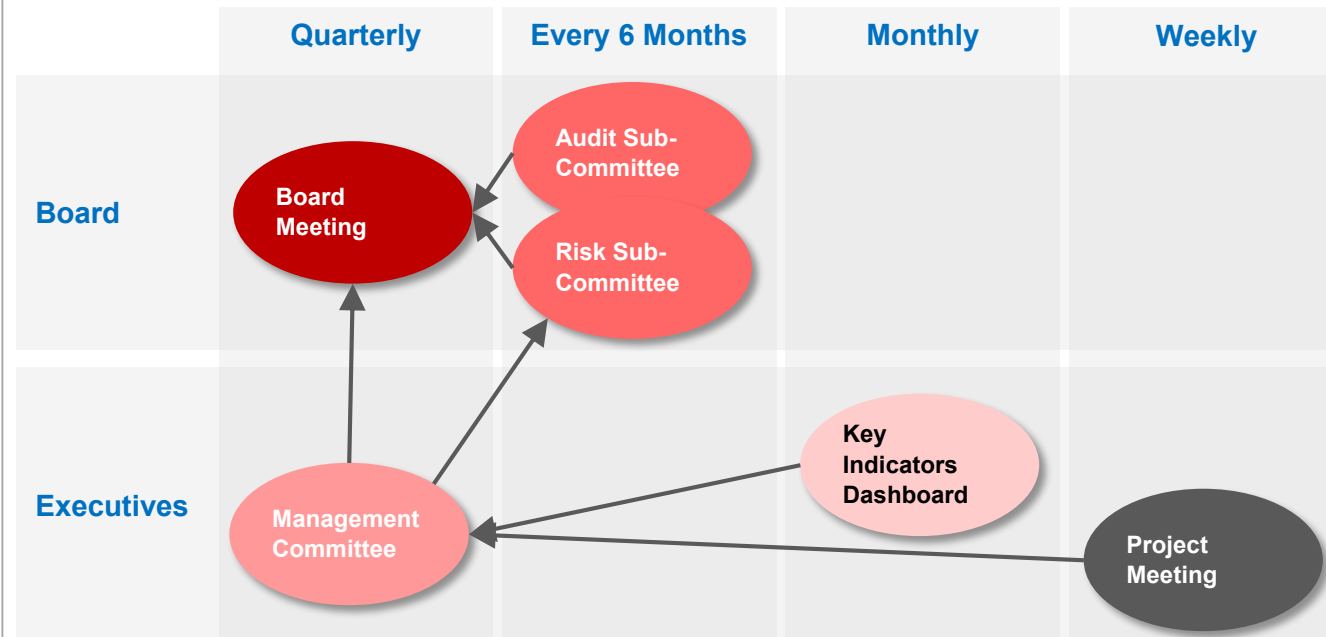 Quarterly
Every 6 Months
Monthly
Weekly
Board
Board
Meeting
Audit Sub-
Committee
Risk Sub-
Committee
Executives
Management
Committee
Key
Indicators
Dashboard
Project
Meeting